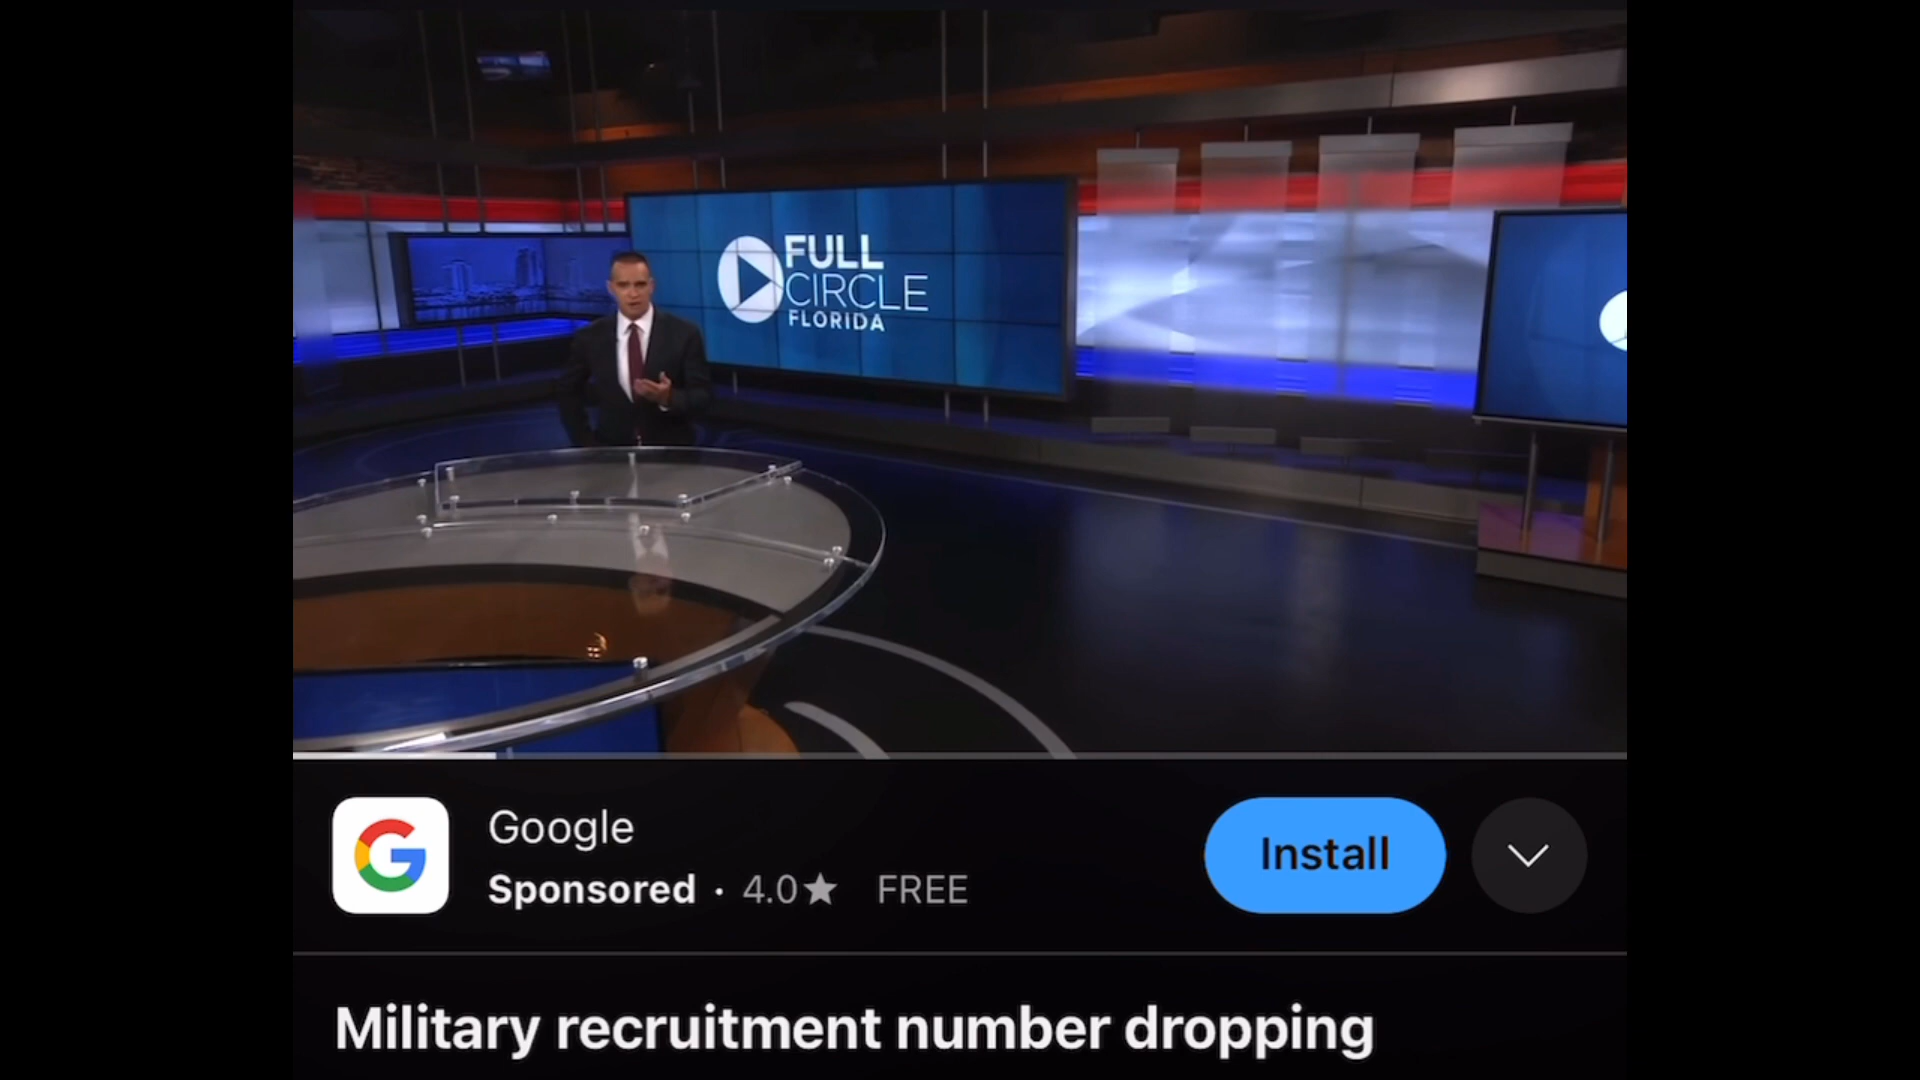 FULL
CIRCLE
FLORIDA
Google
Sponsored · 4.0★ FREE
Install
Military recruitment number dropping